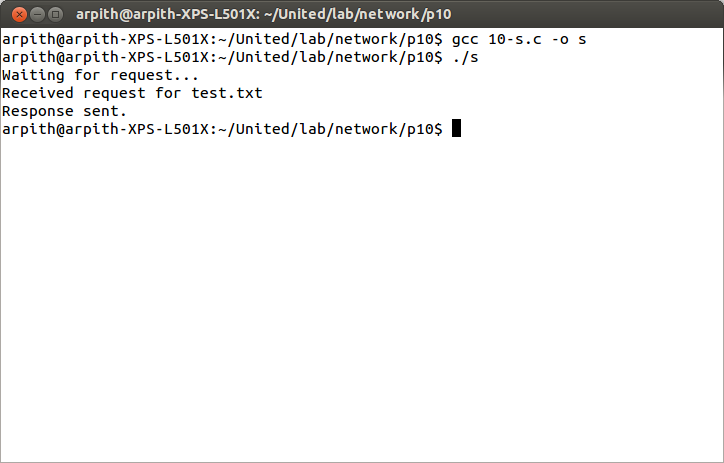 arpith@arpith-XPS-L501X: ~/United/lab/network/p10
arpith@arpith-XPS-L501X:~/United/lab/network/p10$ gcc 10-s.c -o s
arpith@arpith-XPS-L501X:~/United/lab/network/p10$ ./s
Waiting for request...
Received request for test.txt
Response sent.
arpith@arpith-XPS-L501X:~/United/lab/network/p10$